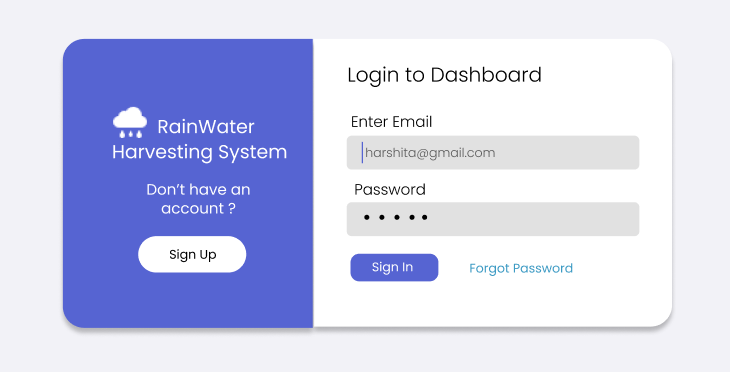 RainWater
Harvesting System
Don't have an
account ?
Sign Up
Login to Dashboard
Enter Email
harshita@gmail.com
Password
•••••
Sign In
Forgot Password